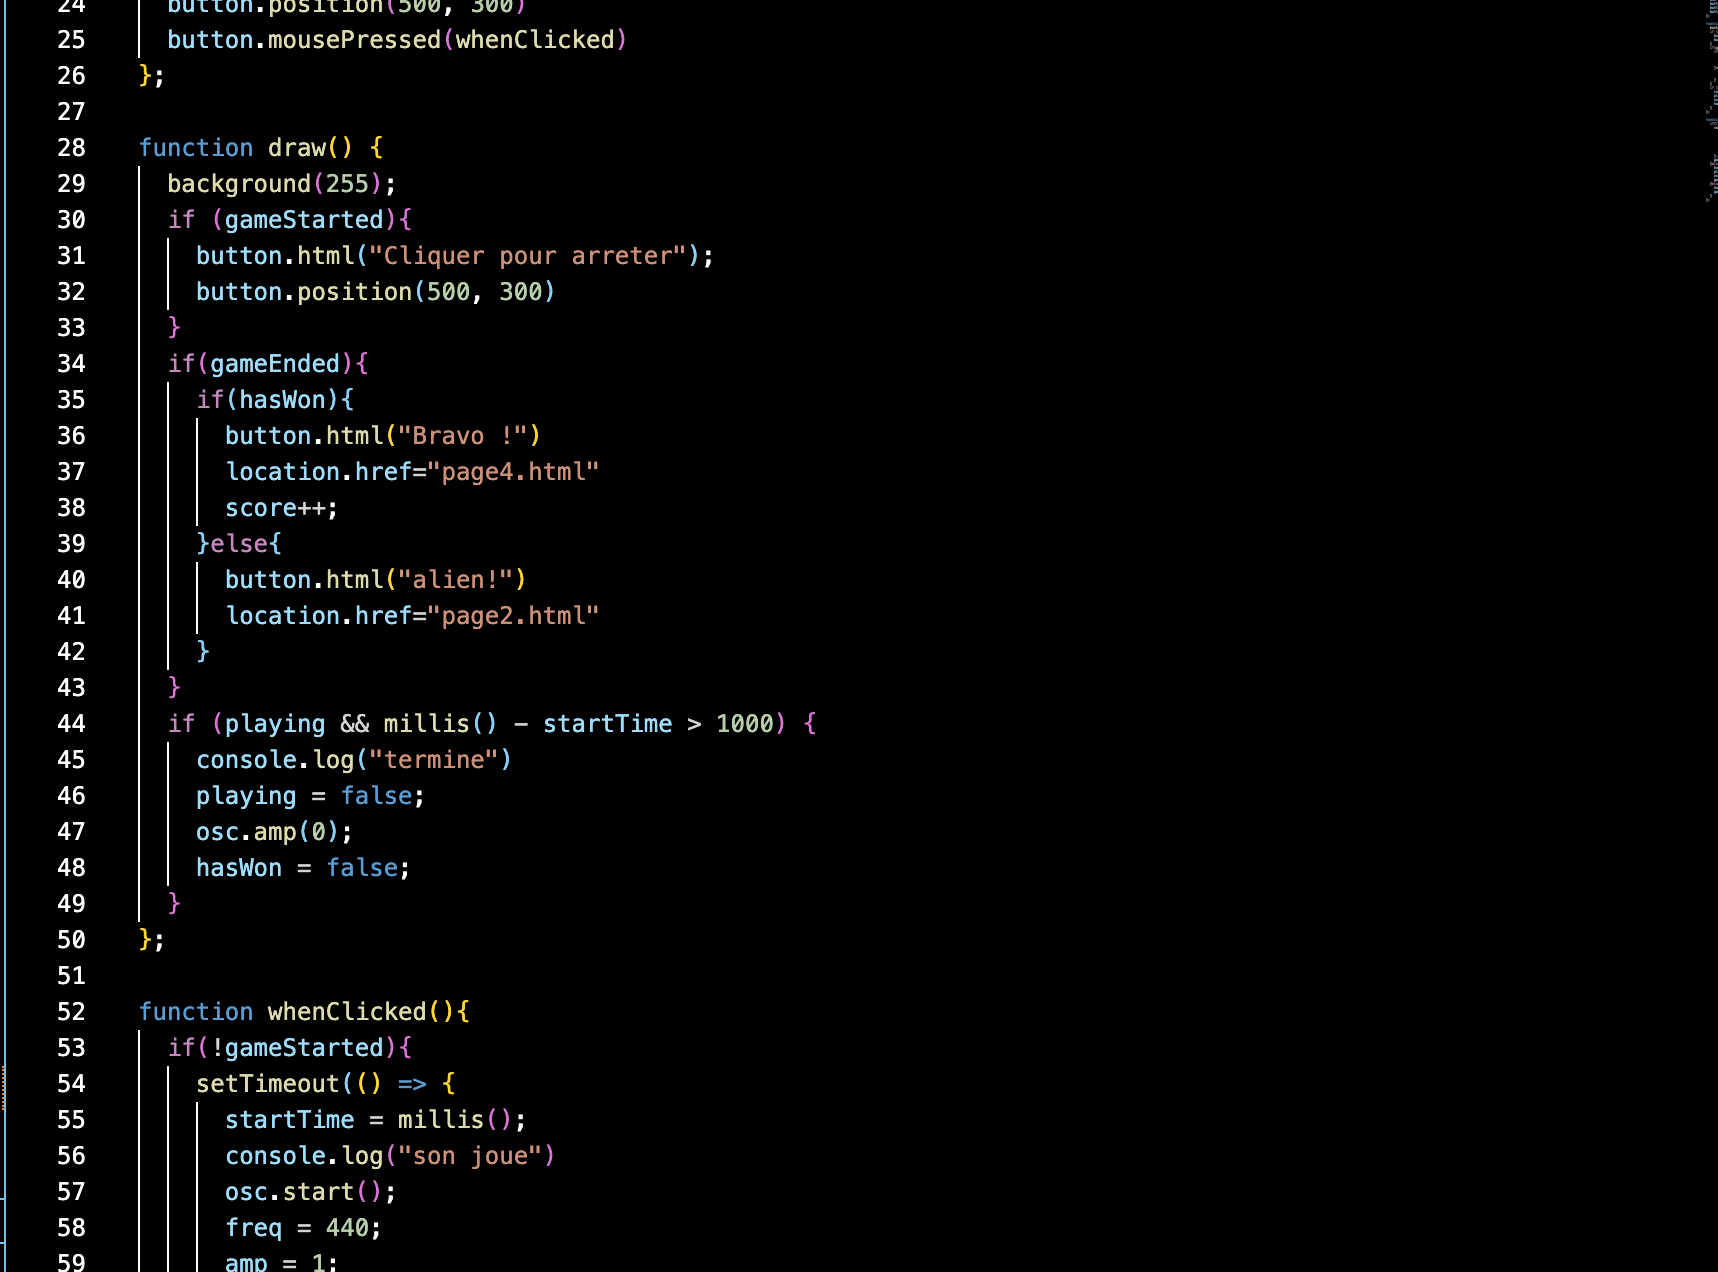 24 button.position(500, 300)
25 button.mousePressed(whenClicked)
26 };
27
28 function draw() {
29 background(255);
30 if (gameStarted){
31 button.html("Cliquer pour arreter");
32 button.position(500, 300)
33 }
34 if(gameEnded){
35 if(hasWon){
36 button.html("Bravo !")
37 location.href="page4.html"
38 score++;
39 }else{
40 button.html("alien!")
41 location.href="page2.html"
42 }
43 }
44 if (playing && millis() - startTime > 1000) {
45 console.log("termine")
46 playing = false;
47 osc.amp(0);
48 hasWon = false;
49 }
50 };
51
52 function whenClicked(){
53 if(!gameStarted){
54 setTimeout(() => {
55 startTime = millis();
56 console.log("son joue")
57 osc.start();
58 freq = 440;
59 amp = 1;